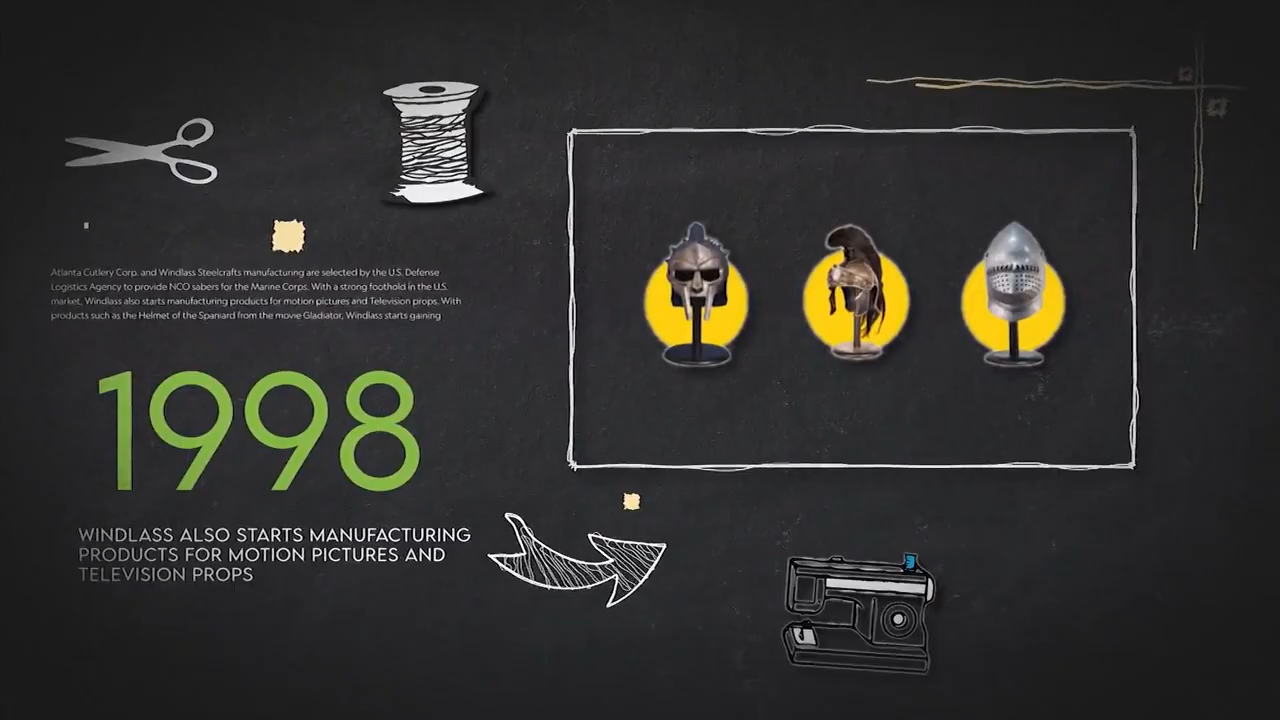 Atlanta Cutlery Corp. and Windlass Steelcrafts manufacturing are selected by the U.S. Defense
Logistics Agency to provide NCO sabers for the Marine Corps. With a strong foothold in the U.S.
market, Windlass also starts manufacturing products for motion pictures and Television props. With
products such as the Helmet of the Spaniard from the movie Gladiator, Windlass starts gaining
1998
WINDLASS ALSO STARTS MANUFACTURING
PRODUCTS FOR MOTION PICTURES AND
TELEVISION PROPS